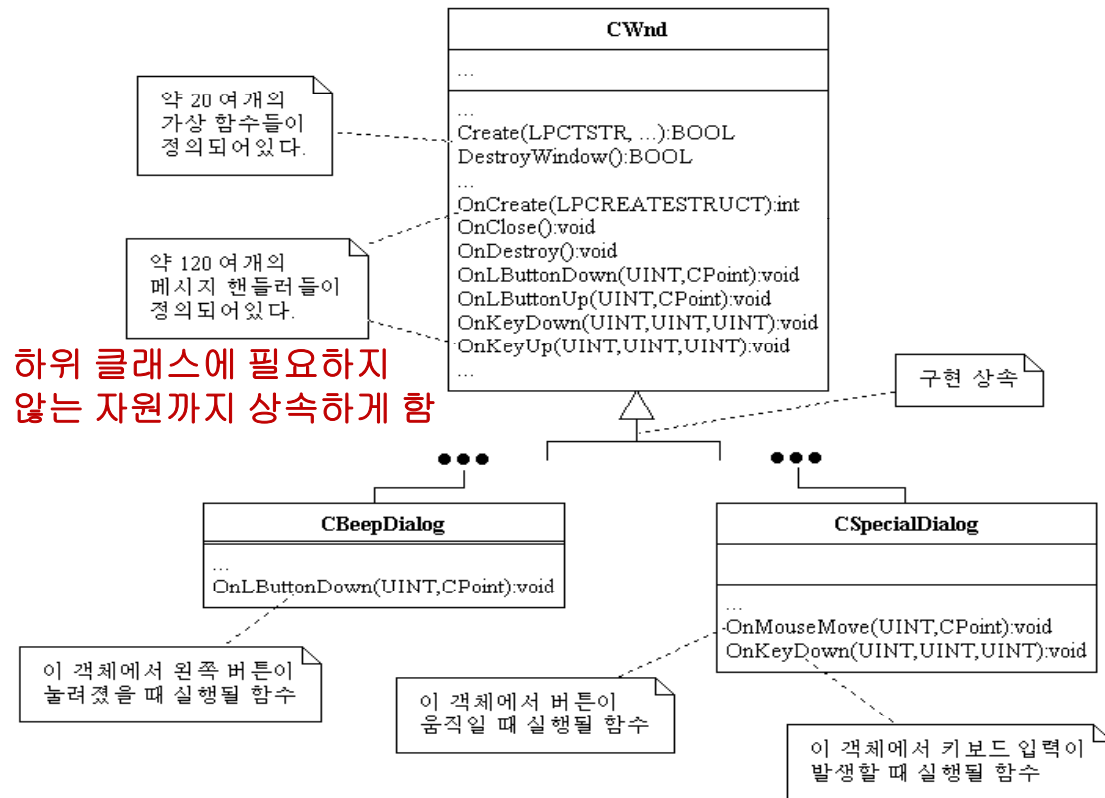 CWnd
...
...
Create(LPCTSTR, ...):BOOL
DestroyWindow():BOOL
...
OnCreate(LPCREATESTRUCT):int
OnClose():void
OnDestroy():void
OnLButtonDown(UINT,CPoint):void
OnLButtonUp(UINT,CPoint):void
OnKeyDown(UINT,UINT,UINT):void
OnKeyUp(UINT,UINT,UINT):void
...
약 20 여개의
가상 함수들이
정의되어있다.
약 120 여개의
메시지 핸들러들이
정의되어있다.
하위 클래스에 필요하지
않는 자원까지 상속하게 함
구현 상속
CBeepDialog
...
OnLButtonDown(UINT,CPoint):void
CSpecialDialog
...
OnMouseMove(UINT,CPoint):void
OnKeyDown(UINT,UINT,UINT):void
이 객체에서 왼쪽 버튼이
눌려졌을 때 실행될 함수
이 객체에서 버튼이
움직일 때 실행될 함수
이 객체에서 키보드 입력이
발생할 때 실행될 함수